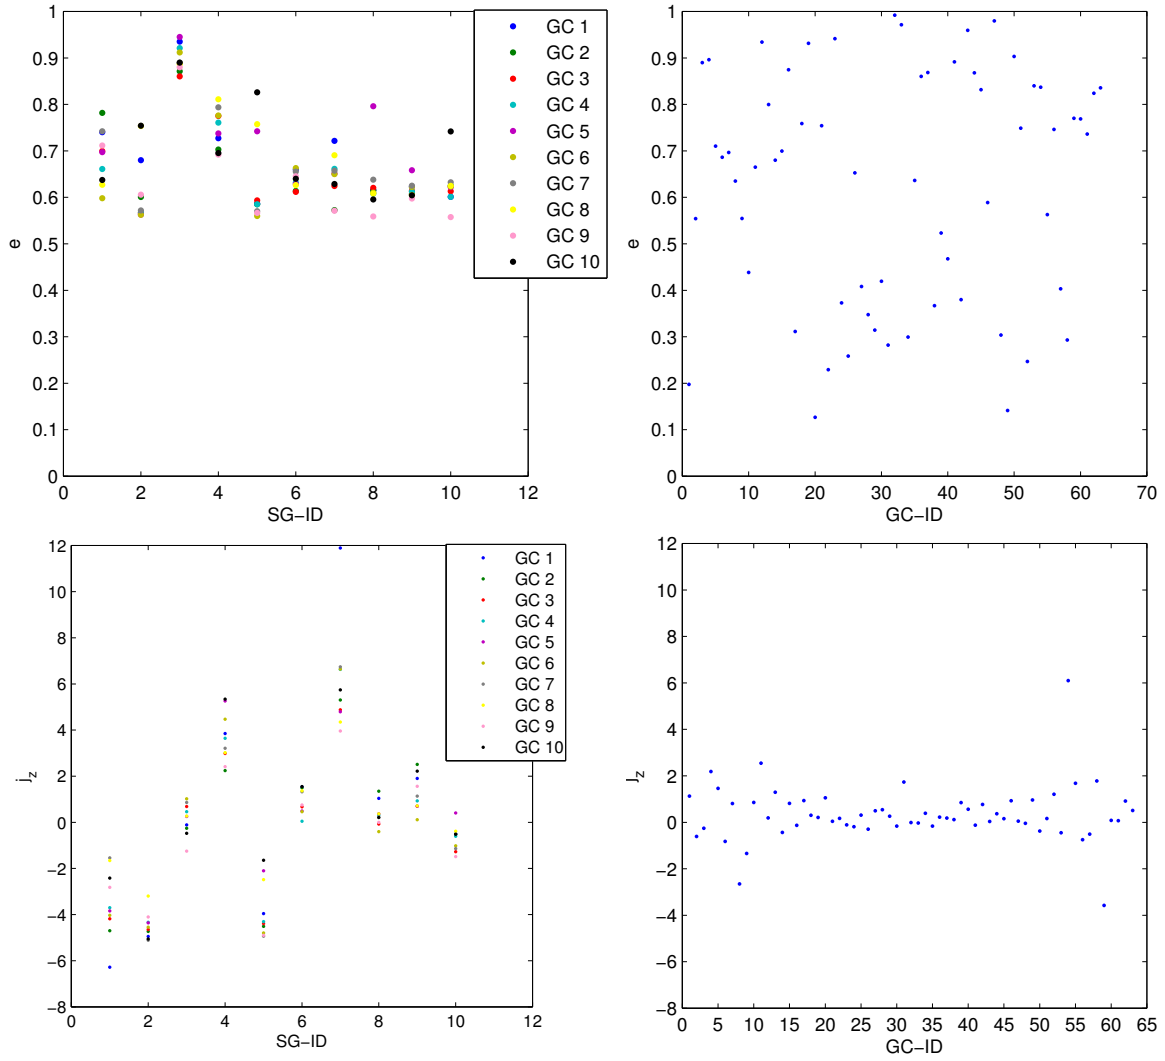 1
0.9
0.8
0.7
0.6
0.5
0.4
0.3
0.2
0.1
0
e
0 2 4 6 8 10 12
SG-ID
GC 1
GC 2
GC 3
GC 4
GC 5
GC 6
GC 7
GC 8
GC 9
GC 10
1
0.9
0.8
0.7
0.6
0.5
0.4
0.3
0.2
0.1
0
e
0 10 20 30 40 50 60 70
GC-ID
12
10
8
6
4
2
0
−2
−4
−6
−8
j_z
0 2 4 6 8 10 12
SG-ID
GC 1
GC 2
GC 3
GC 4
GC 5
GC 6
GC 7
GC 8
GC 9
GC 10
12
10
8
6
4
2
0
−2
−4
−6
−8
j_z
0 5 10 15 20 25 30 35 40 45 50 55 60 65
GC-ID